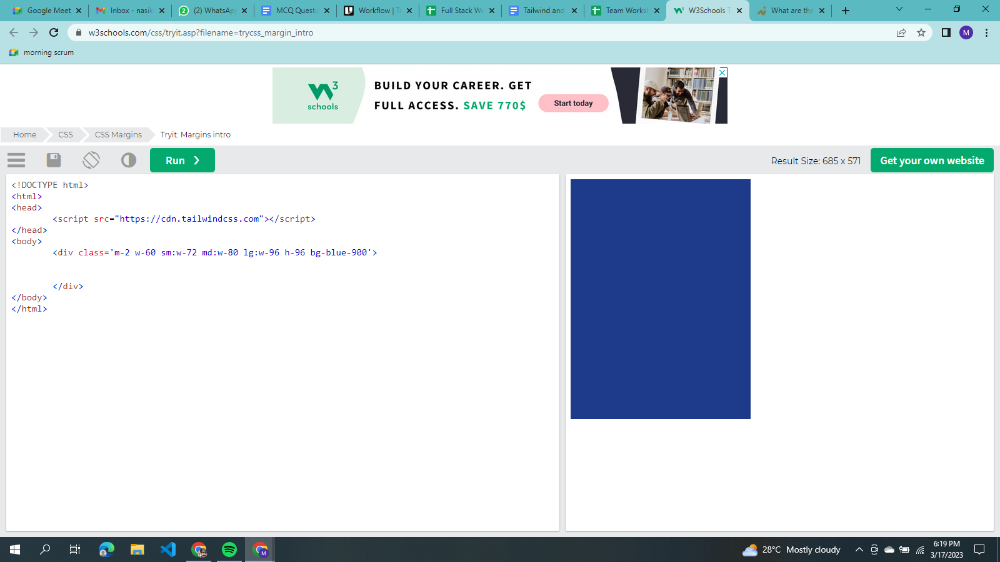 Google Meet
Inbox - nasik
(2) WhatsApp
MCQ Questi
Workflow | Tr
Full Stack We
Tailwind and
Team Works
W3Schools T
What are the
w3schools.com/css/tryit.asp?filename=trycss_margin_intro
M
morning scrum
W3 schools
BUILD YOUR CAREER. GET
FULL ACCESS. SAVE 770$
Start today
Home
CSS
CSS Margins
Tryit: Margins intro
Run ❯
Result Size: 685 x 571
Get your own website
<!DOCTYPE html>
<html>
<head>
<script src="https://cdn.tailwindcss.com"></script>
</head>
<body>
<div class='m-2 w-60 sm:w-72 md:w-80 lg:w-96 h-96 bg-blue-900'>
</div>
</body>
</html>
28°C Mostly cloudy
6:19 PM
3/17/2023